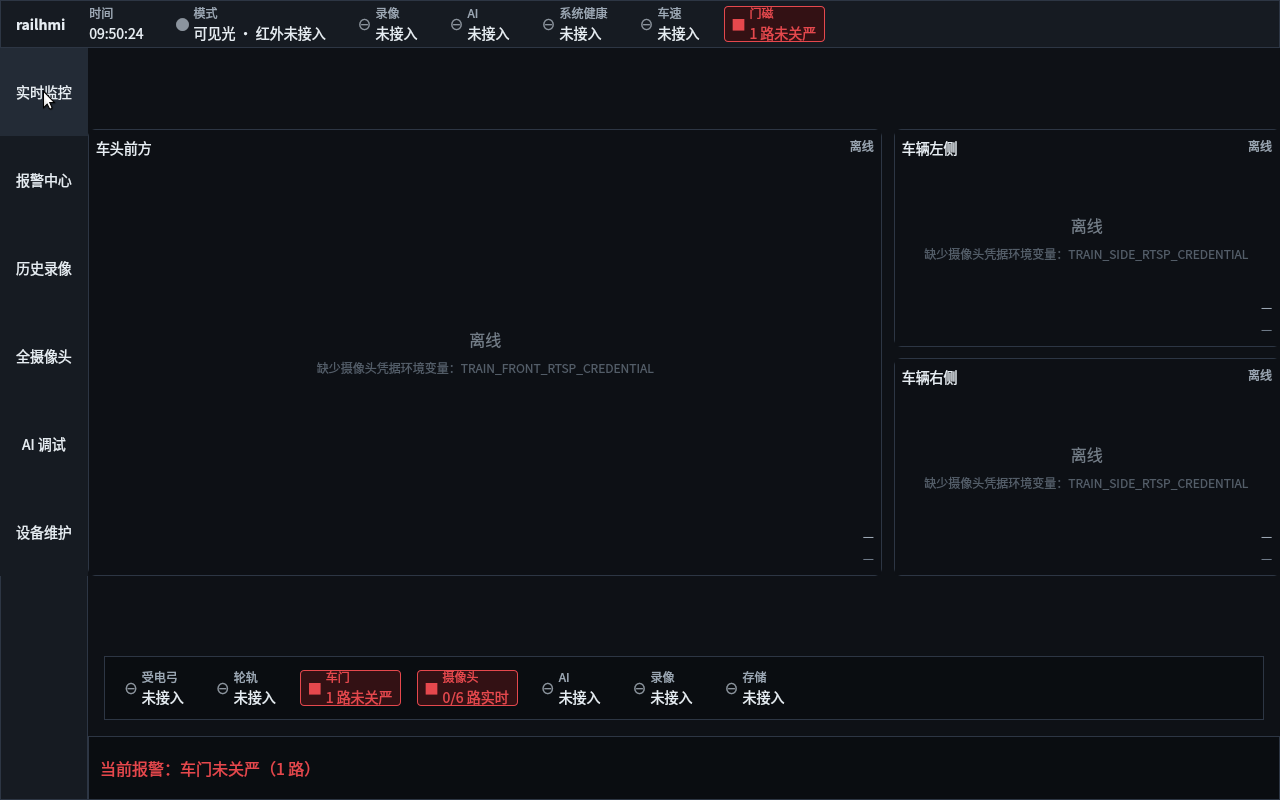 railhmi
时间
09:50:24
模式
可见光 · 红外未接入
录像
未接入
AI
未接入
系统健康
未接入
车速
未接入
门磁
1 路未关严
实时监控
报警中心
历史录像
全摄像头
AI 调试
设备维护
车头前方
离线
离线
缺少摄像头凭据环境变量：TRAIN_FRONT_RTSP_CREDENTIAL
—
—
车辆左侧
离线
离线
缺少摄像头凭据环境变量：TRAIN_SIDE_RTSP_CREDENTIAL
—
—
车辆右侧
离线
离线
缺少摄像头凭据环境变量：TRAIN_SIDE_RTSP_CREDENTIAL
—
—
受电弓
未接入
轮轨
未接入
车门
1 路未关严
摄像头
0/6 路实时
AI
未接入
录像
未接入
存储
未接入
当前报警：车门未关严（1 路）